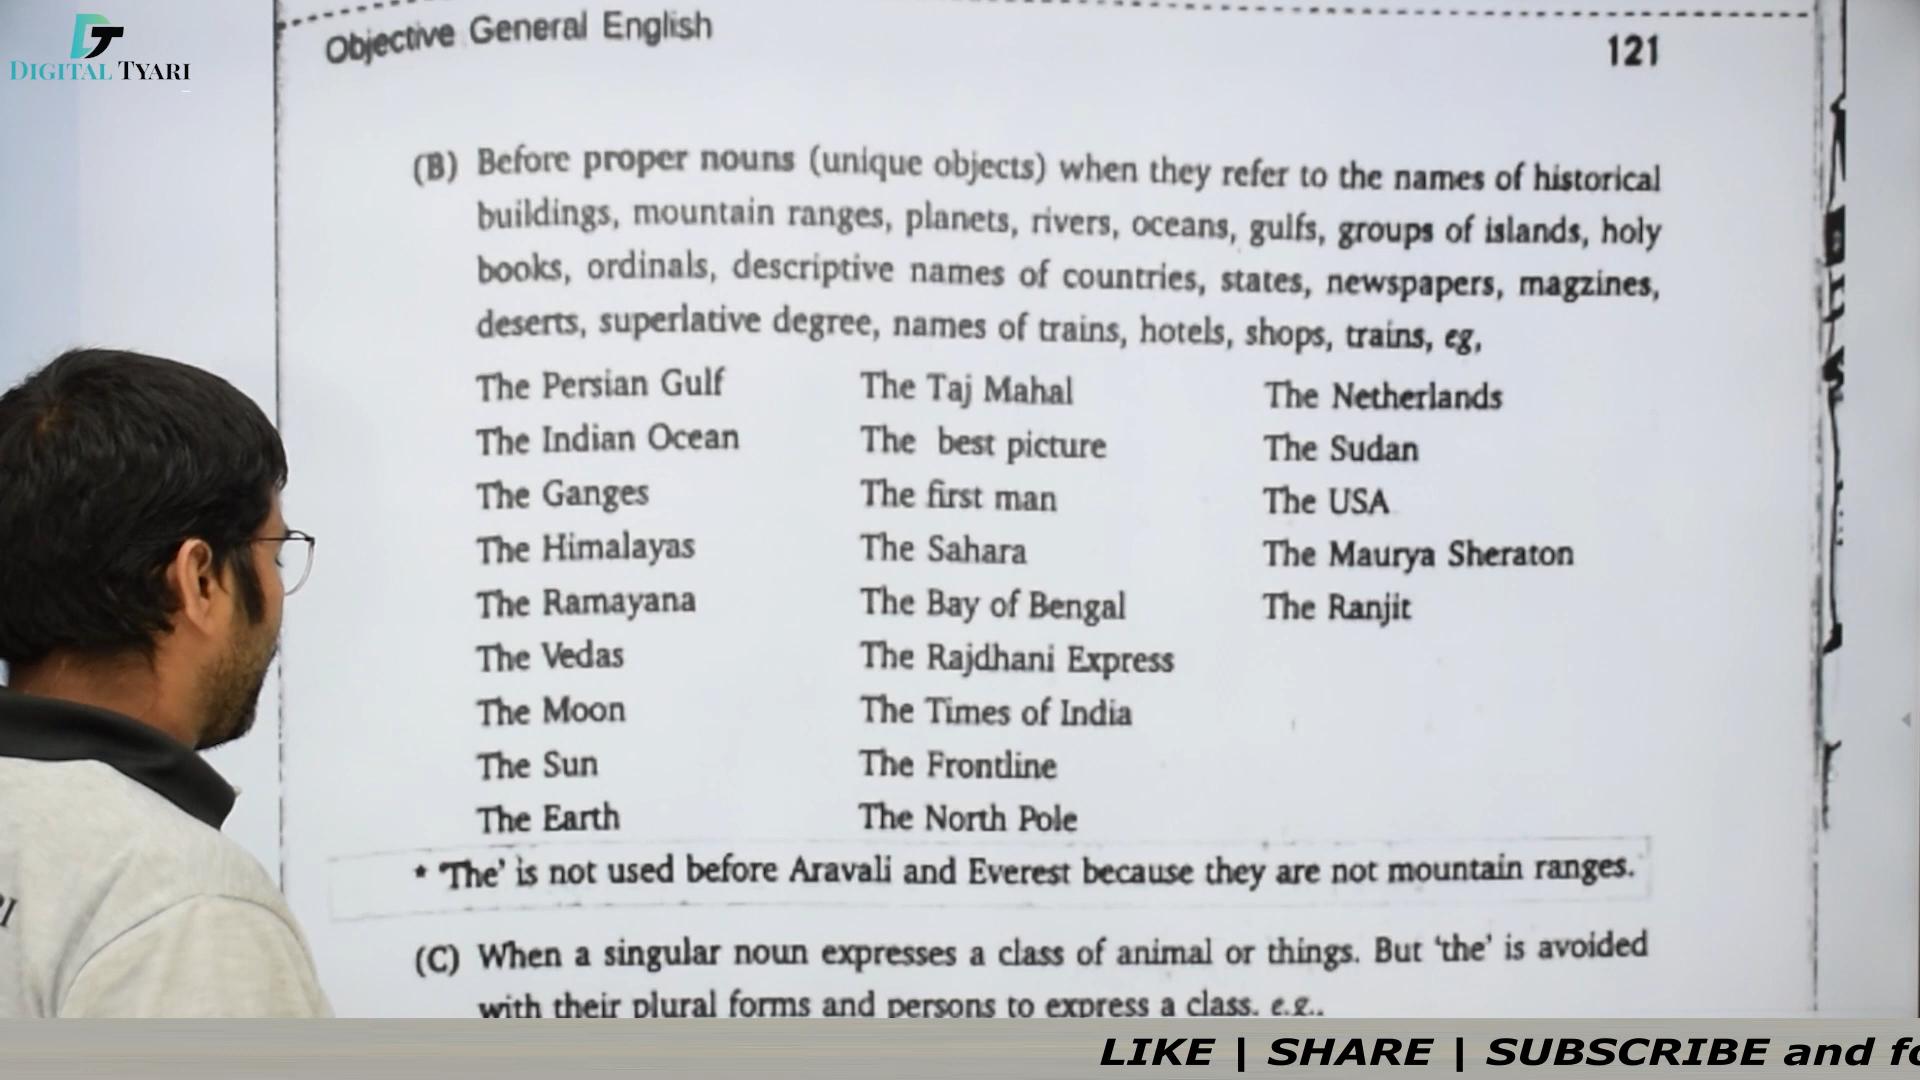 DT
DIGITAL TYARI
Objective General English
121
(B) Before proper nouns (unique objects) when they refer to the names of historical
buildings, mountain ranges, planets, rivers, oceans, gulfs, groups of islands, holy
books, ordinals, descriptive names of countries, states, newspapers, magzines,
deserts, superlative degree, names of trains, hotels, shops, trains, eg,
The Persian Gulf The Taj Mahal The Netherlands
The Indian Ocean The best picture The Sudan
The Ganges The first man The USA
The Himalayas The Sahara The Maurya Sheraton
The Ramayana The Bay of Bengal The Ranjit
The Vedas The Rajdhani Express
The Moon The Times of India
The Sun The Frontline
The Earth The North Pole
* 'The' is not used before Aravali and Everest because they are not mountain ranges.
(C) When a singular noun expresses a class of animal or things. But 'the' is avoided
with their plural forms and persons to express a class. e.g..
LIKE | SHARE | SUBSCRIBE and fo